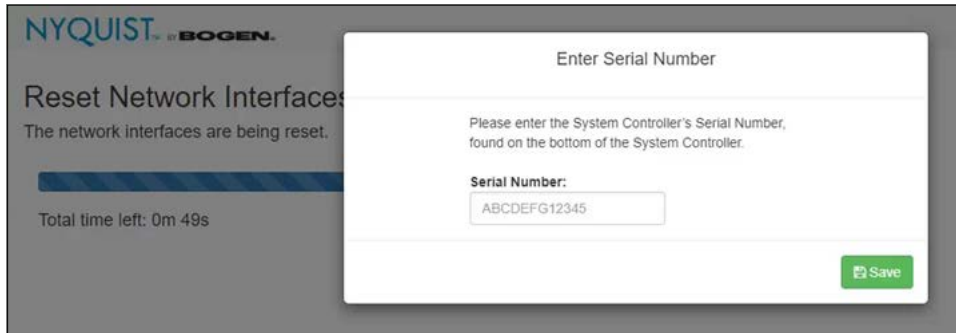 NYQUIST™ BY BOGEN®
Reset Network Interfaces
The network interfaces are being reset.
Total time left: 0m 49s
Enter Serial Number
Please enter the System Controller's Serial Number,
found on the bottom of the System Controller.
Serial Number:
ABCDEFG12345
Save